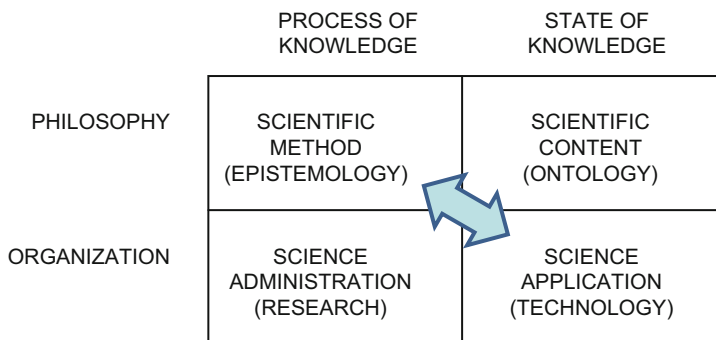 PROCESS OF
KNOWLEDGE
STATE OF
KNOWLEDGE
PHILOSOPHY
SCIENTIFIC
METHOD
(EPISTEMOLOGY)
SCIENTIFIC
CONTENT
(ONTOLOGY)
ORGANIZATION
SCIENCE
ADMINISTRATION
(RESEARCH)
SCIENCE
APPLICATION
(TECHNOLOGY)